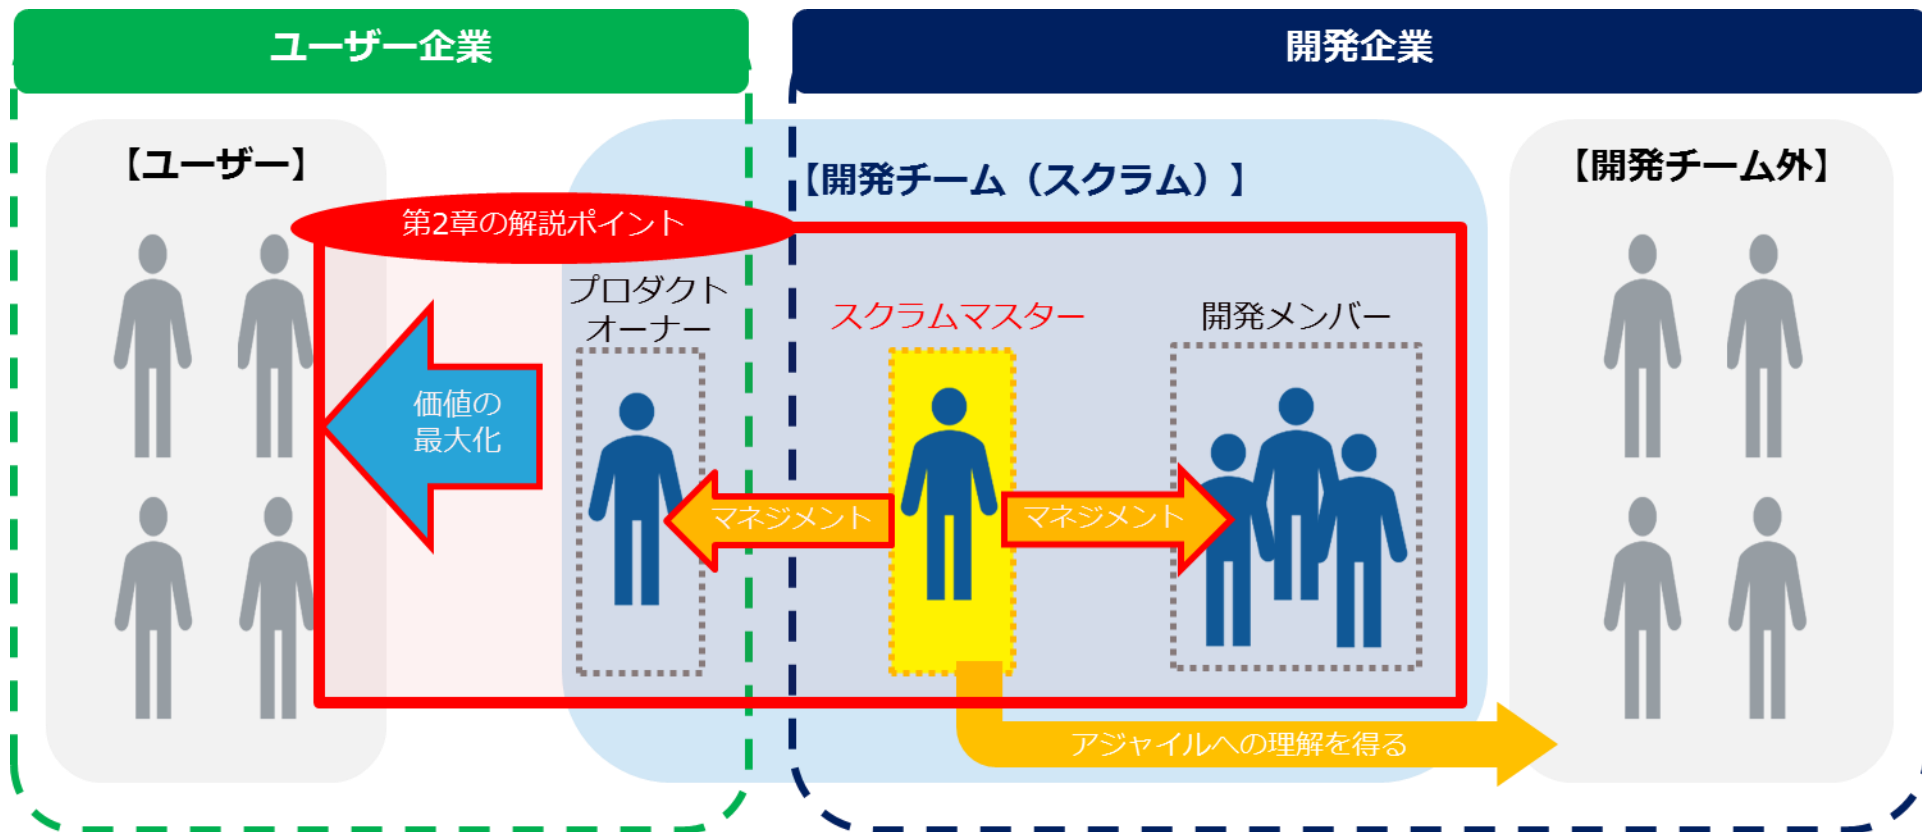 ユーザー企業
開発企業
【ユーザー】
【開発チーム（スクラム）】
【開発チーム外】
第2章の解説ポイント
プロダクト
オーナー
スクラムマスター
開発メンバー
価値の
最大化
マネジメント
マネジメント
アジャイルへの理解を得る